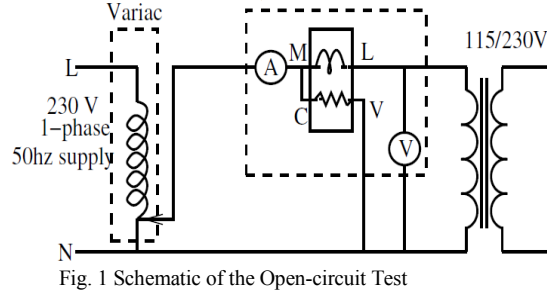 Variac
M
L
115/230V
L
A
230 V
1-phase
50hz supply
C
V
V
N
Fig. 1 Schematic of the Open-circuit Test